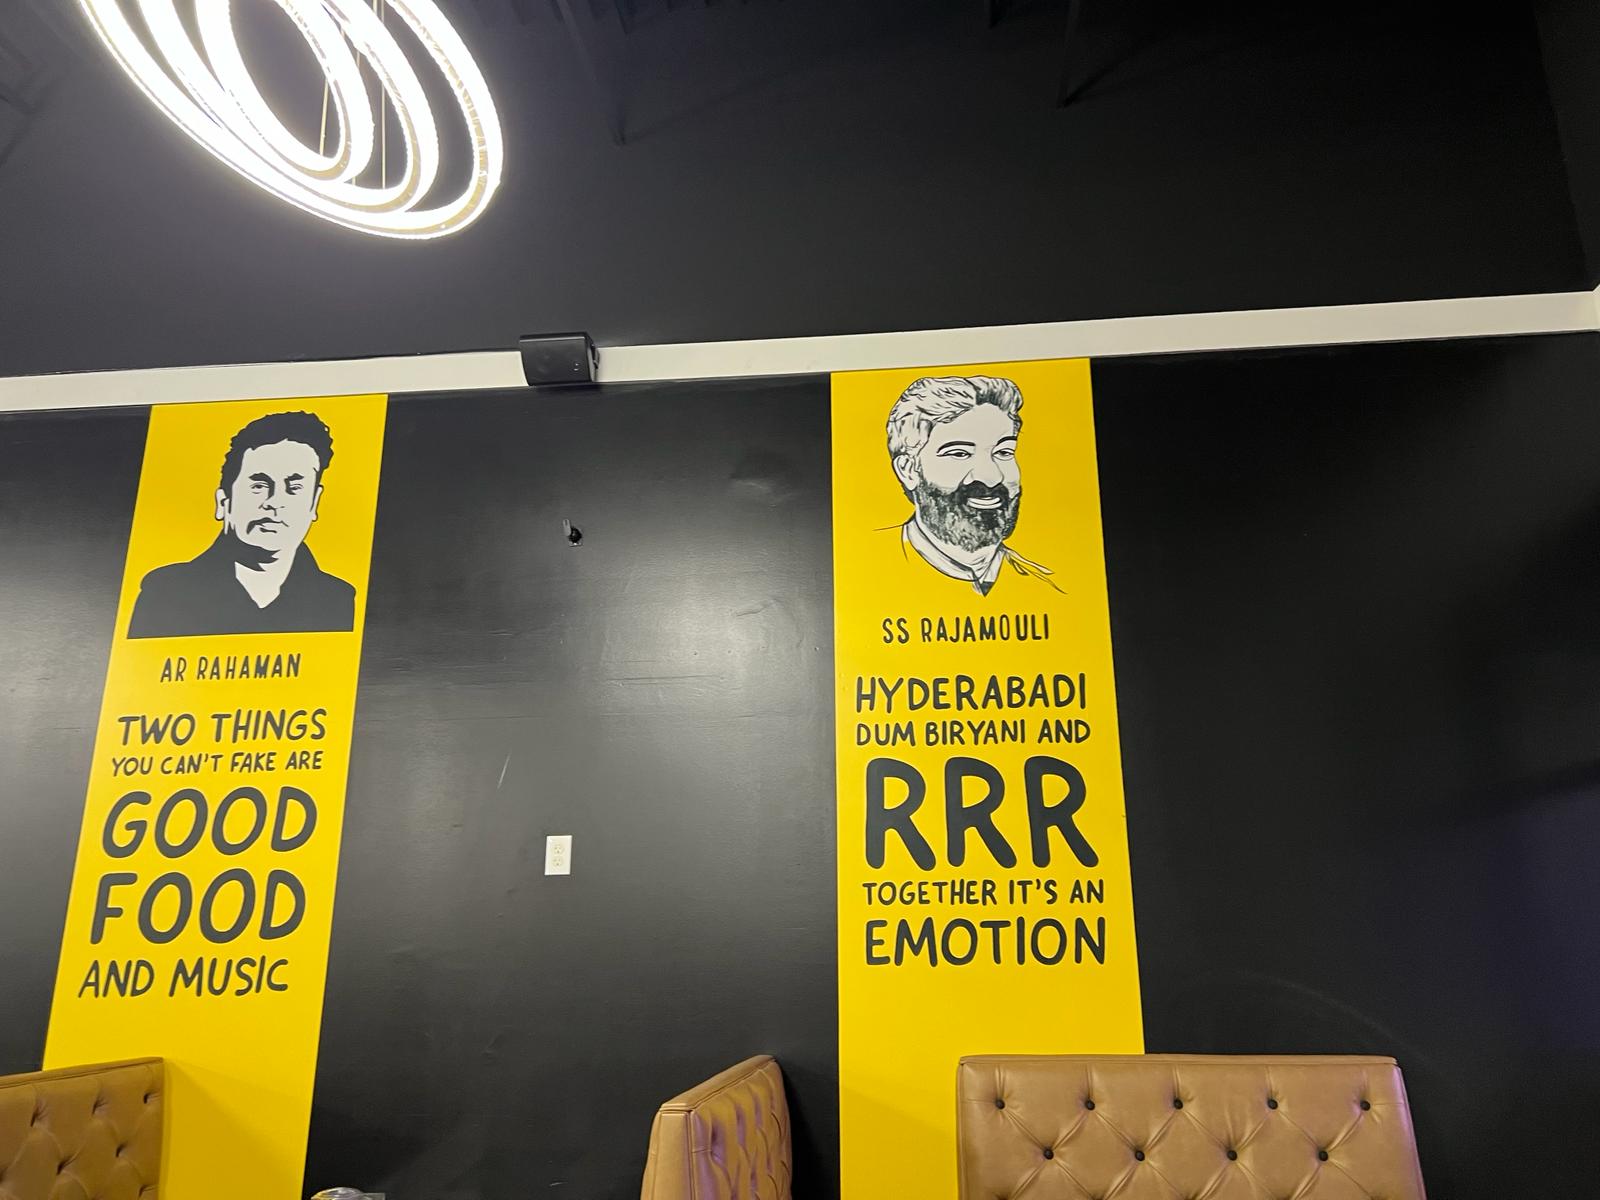 AR RAHAMAN
TWO THINGS
YOU CAN'T FAKE ARE
GOOD
FOOD
AND MUSIC
SS RAJAMOULI
HYDERABADI
DUM BIRYANI AND
RRR
TOGETHER IT'S AN
EMOTION